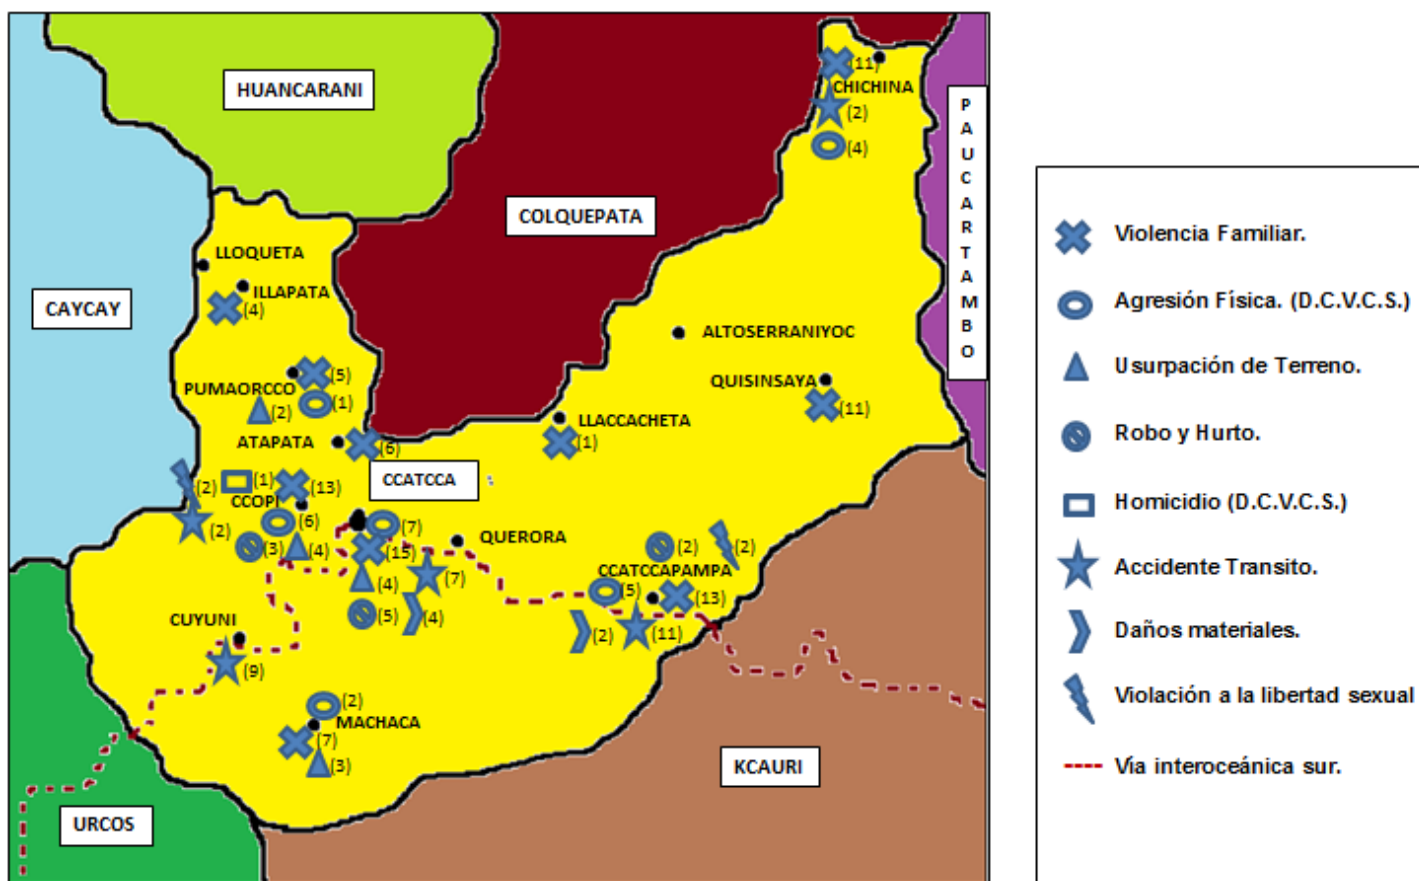 HUANCARANI
(11)
CHICHINA
(2)
(4)
PAUCARTAMBO
COLQUEPATA
LLOQUETA
ILLAPATA
(4)
CAYCAY
ALTOSERRANIYOC
PUMAORCCO
(5)
(2)
(1)
QUISINSAYA
(11)
ATAPATA
(6)
LLACCACHETA
(1)
CCATCCA
(2)
(1)
(13)
CCOPI
(2)
(6)
(3)
(4)
(7)
(15)
(4)
(7)
(5)
(4)
QUERORA
(2)
(2)
CCATCCAPAMPA
(5)
(13)
(2)
(11)
CUYUNI
(9)
(2)
MACHACA
(7)
(3)
KCAURI
URCOS
Violencia Familiar.
Agresión Física. (D.C.V.C.S.)
Usurpación de Terreno.
Robo y Hurto.
Homicidio (D.C.V.C.S.)
Accidente Transito.
Daños materiales.
Violación a la libertad sexual
Via interoceánica sur.